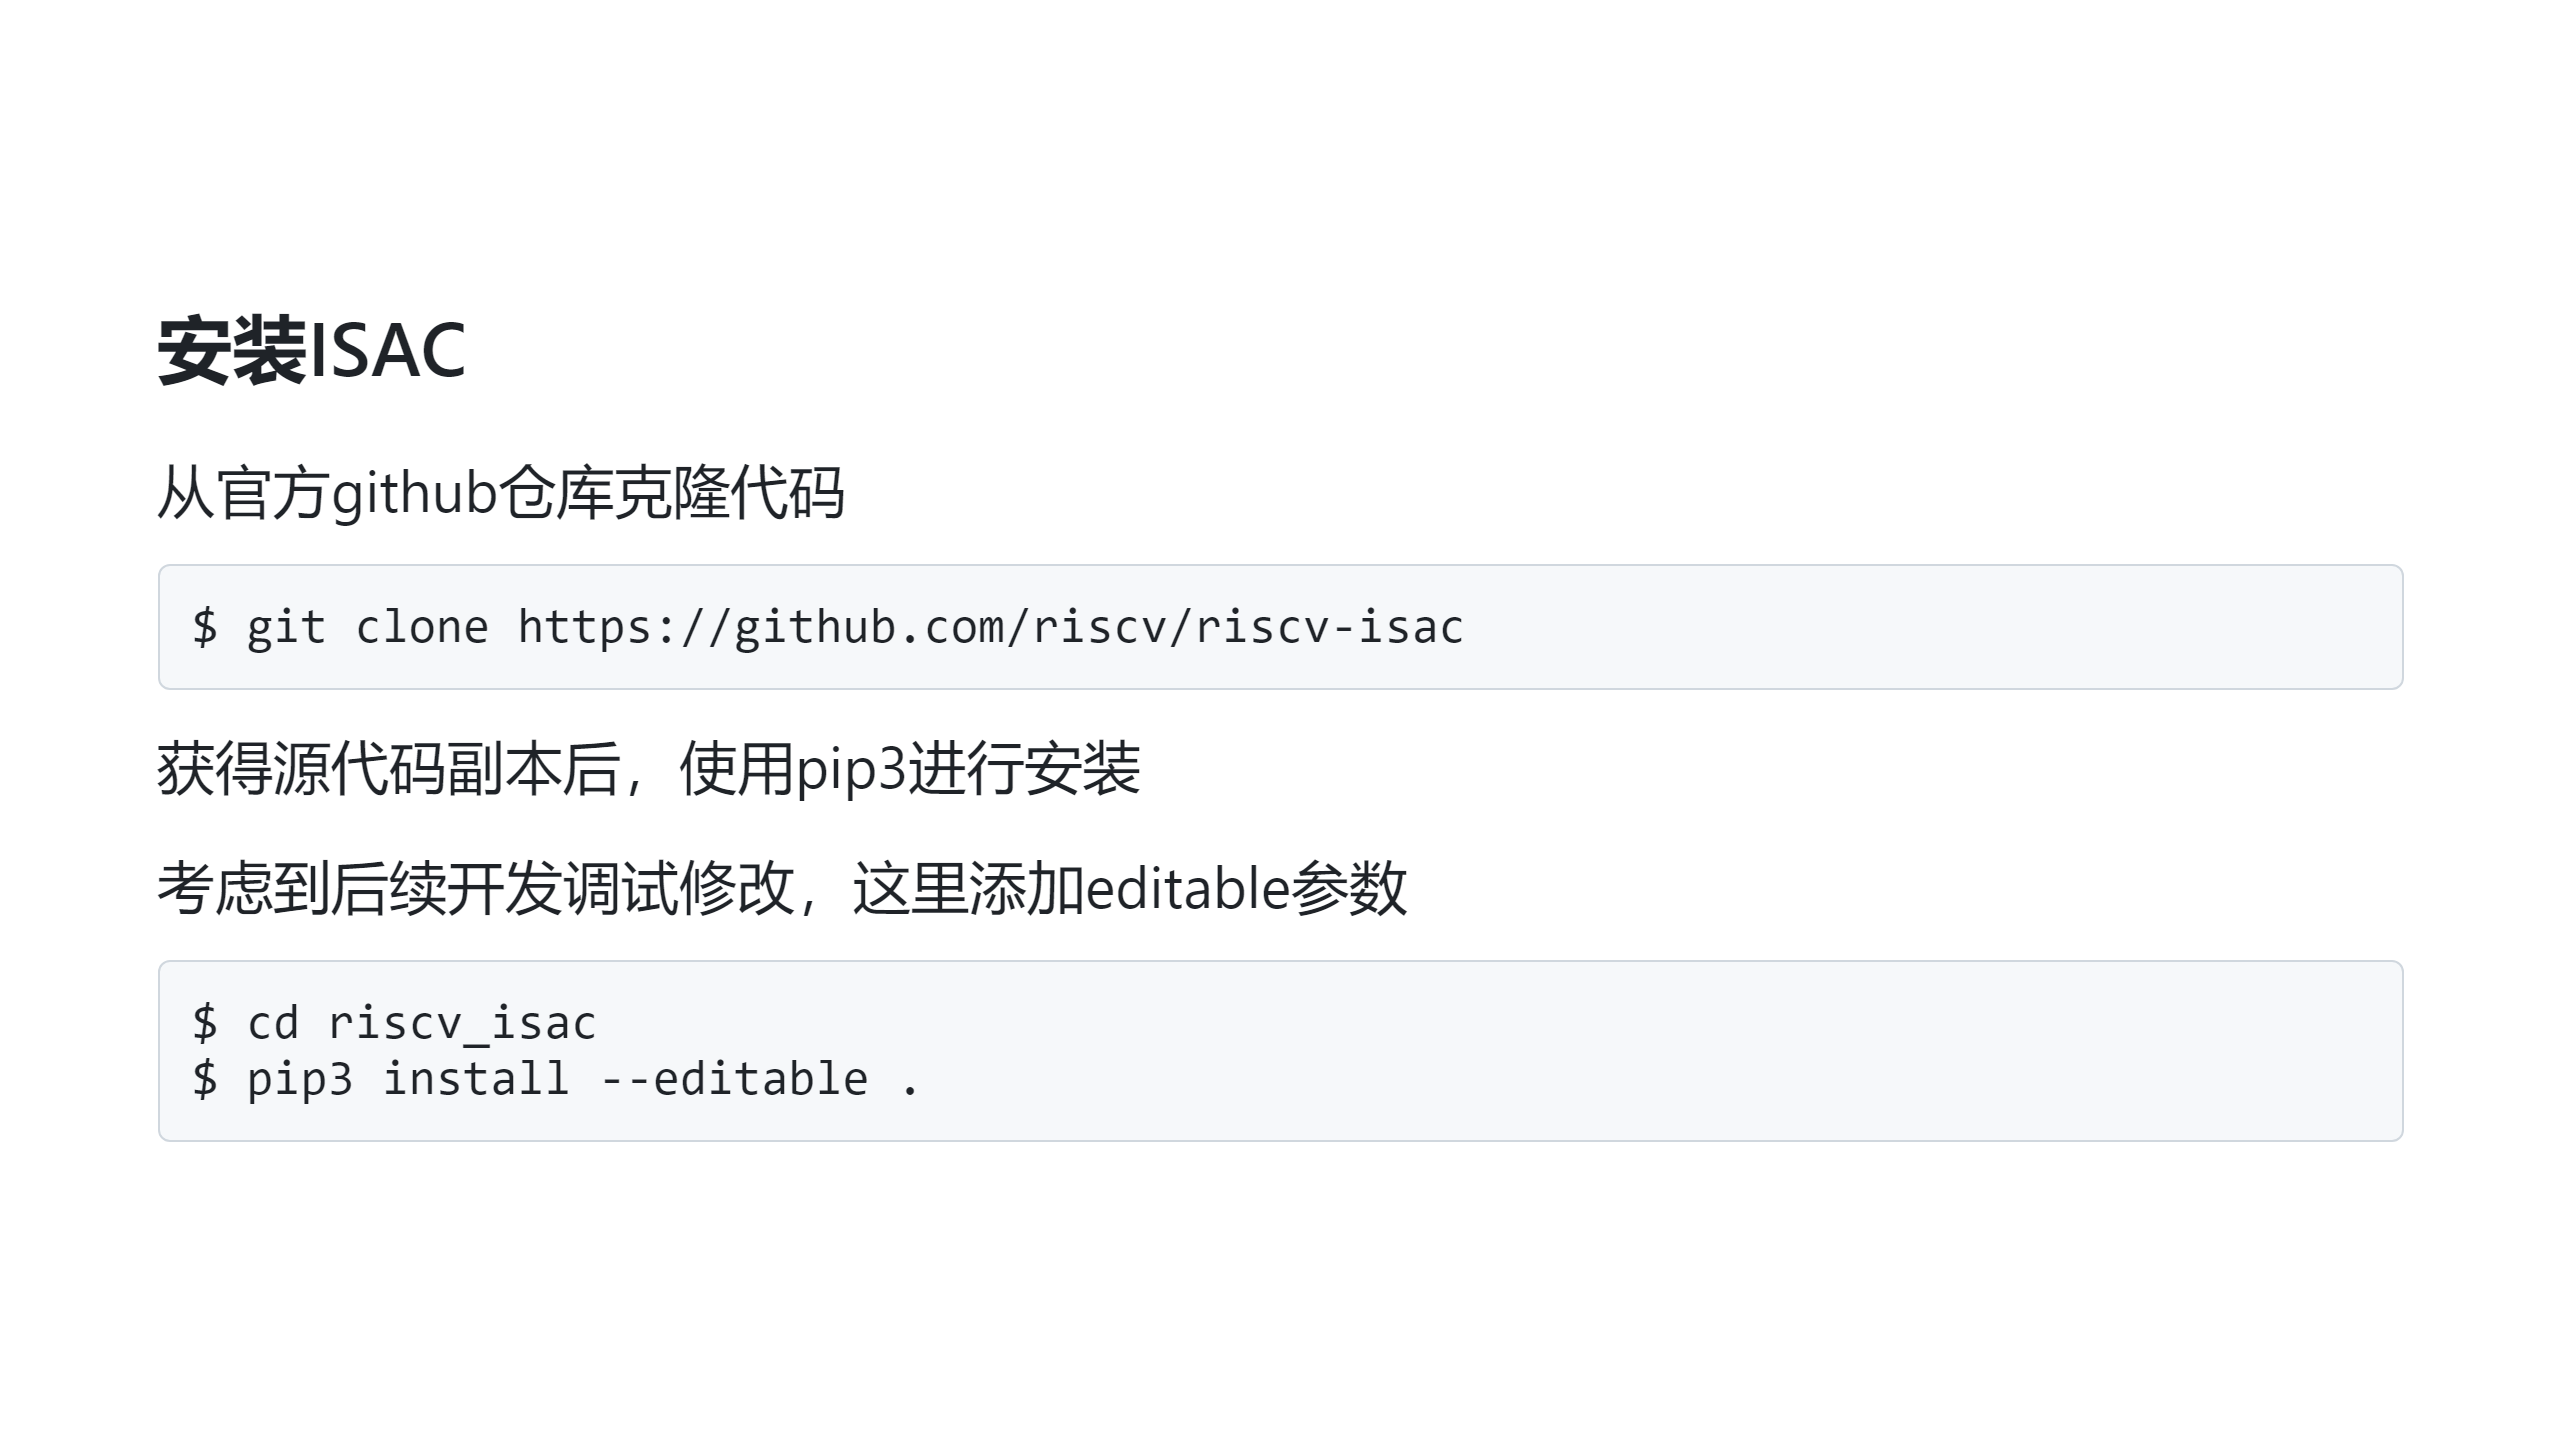 安装ISAC
从官方github仓库克隆代码
$ git clone https://github.com/riscv/riscv-isac
获得源代码副本后，使用pip3进行安装
考虑到后续开发调试修改，这里添加editable参数
$ cd riscv_isac
$ pip3 install --editable .